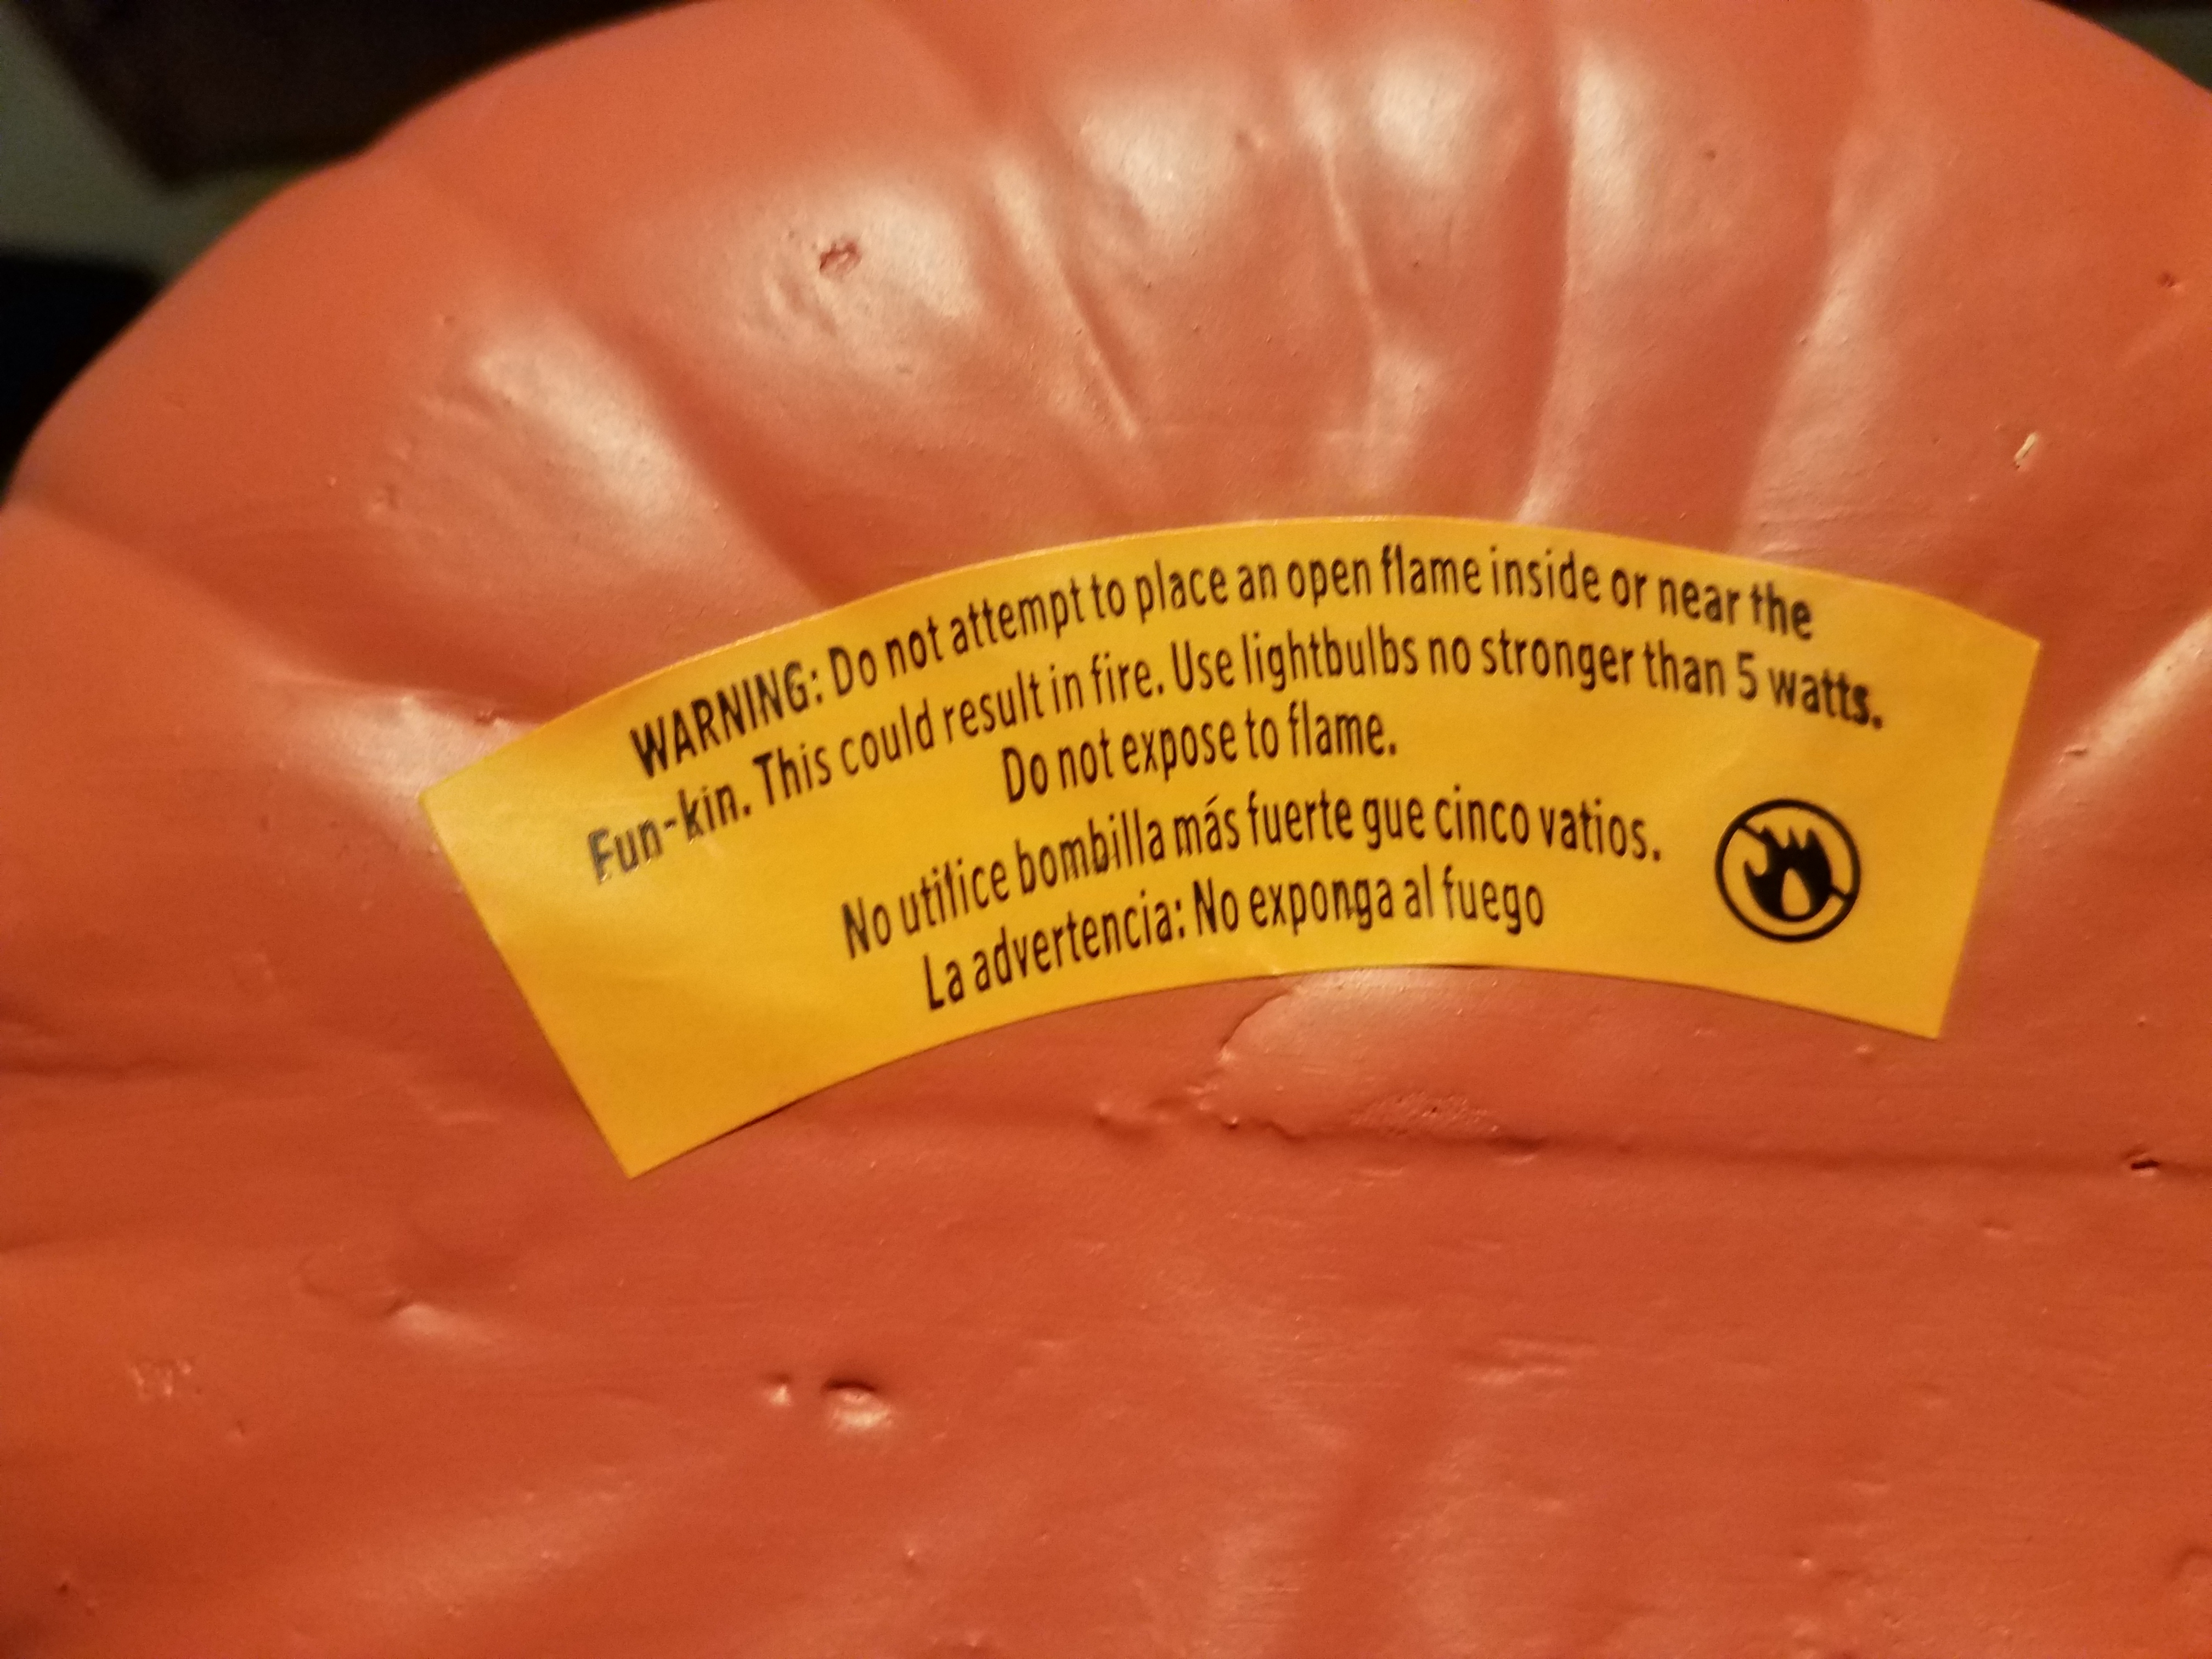 WARNING: Do not attempt to place an open flame inside or near the
Fun-kin. This could result in fire. Use lightbulbs no stronger than 5 watts.
Do not expose to flame.
No utilice bombilla más fuerte gue cinco vatios.
La advertencia: No exponga al fuego